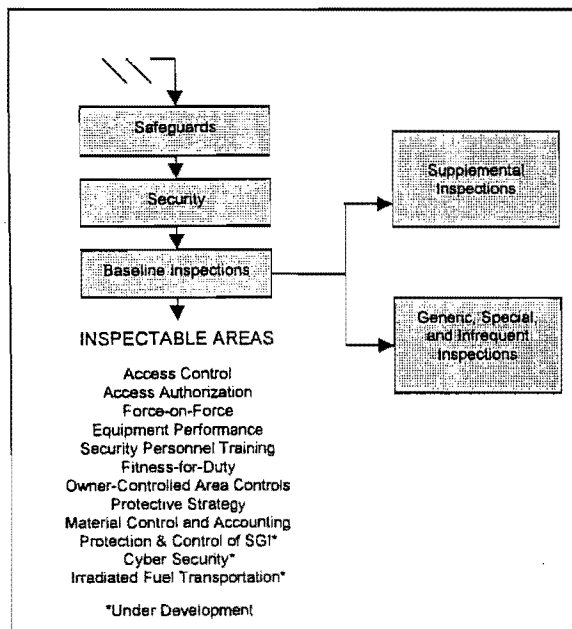 Safeguards
Security
Baseline Inspections
Supplemental
Inspections
Generic, Special,
and Infrequent
Inspections
INSPECTABLE AREAS
Access Control
Access Authorization
Force-on-Force
Equipment Performance
Security Personnel Training
Fitness-for-Duty
Owner-Controlled Area Controls
Protective Strategy
Material Control and Accounting
Protection & Control of SGI*
Cyber Security*
Irradiated Fuel Transportation*
*Under Development